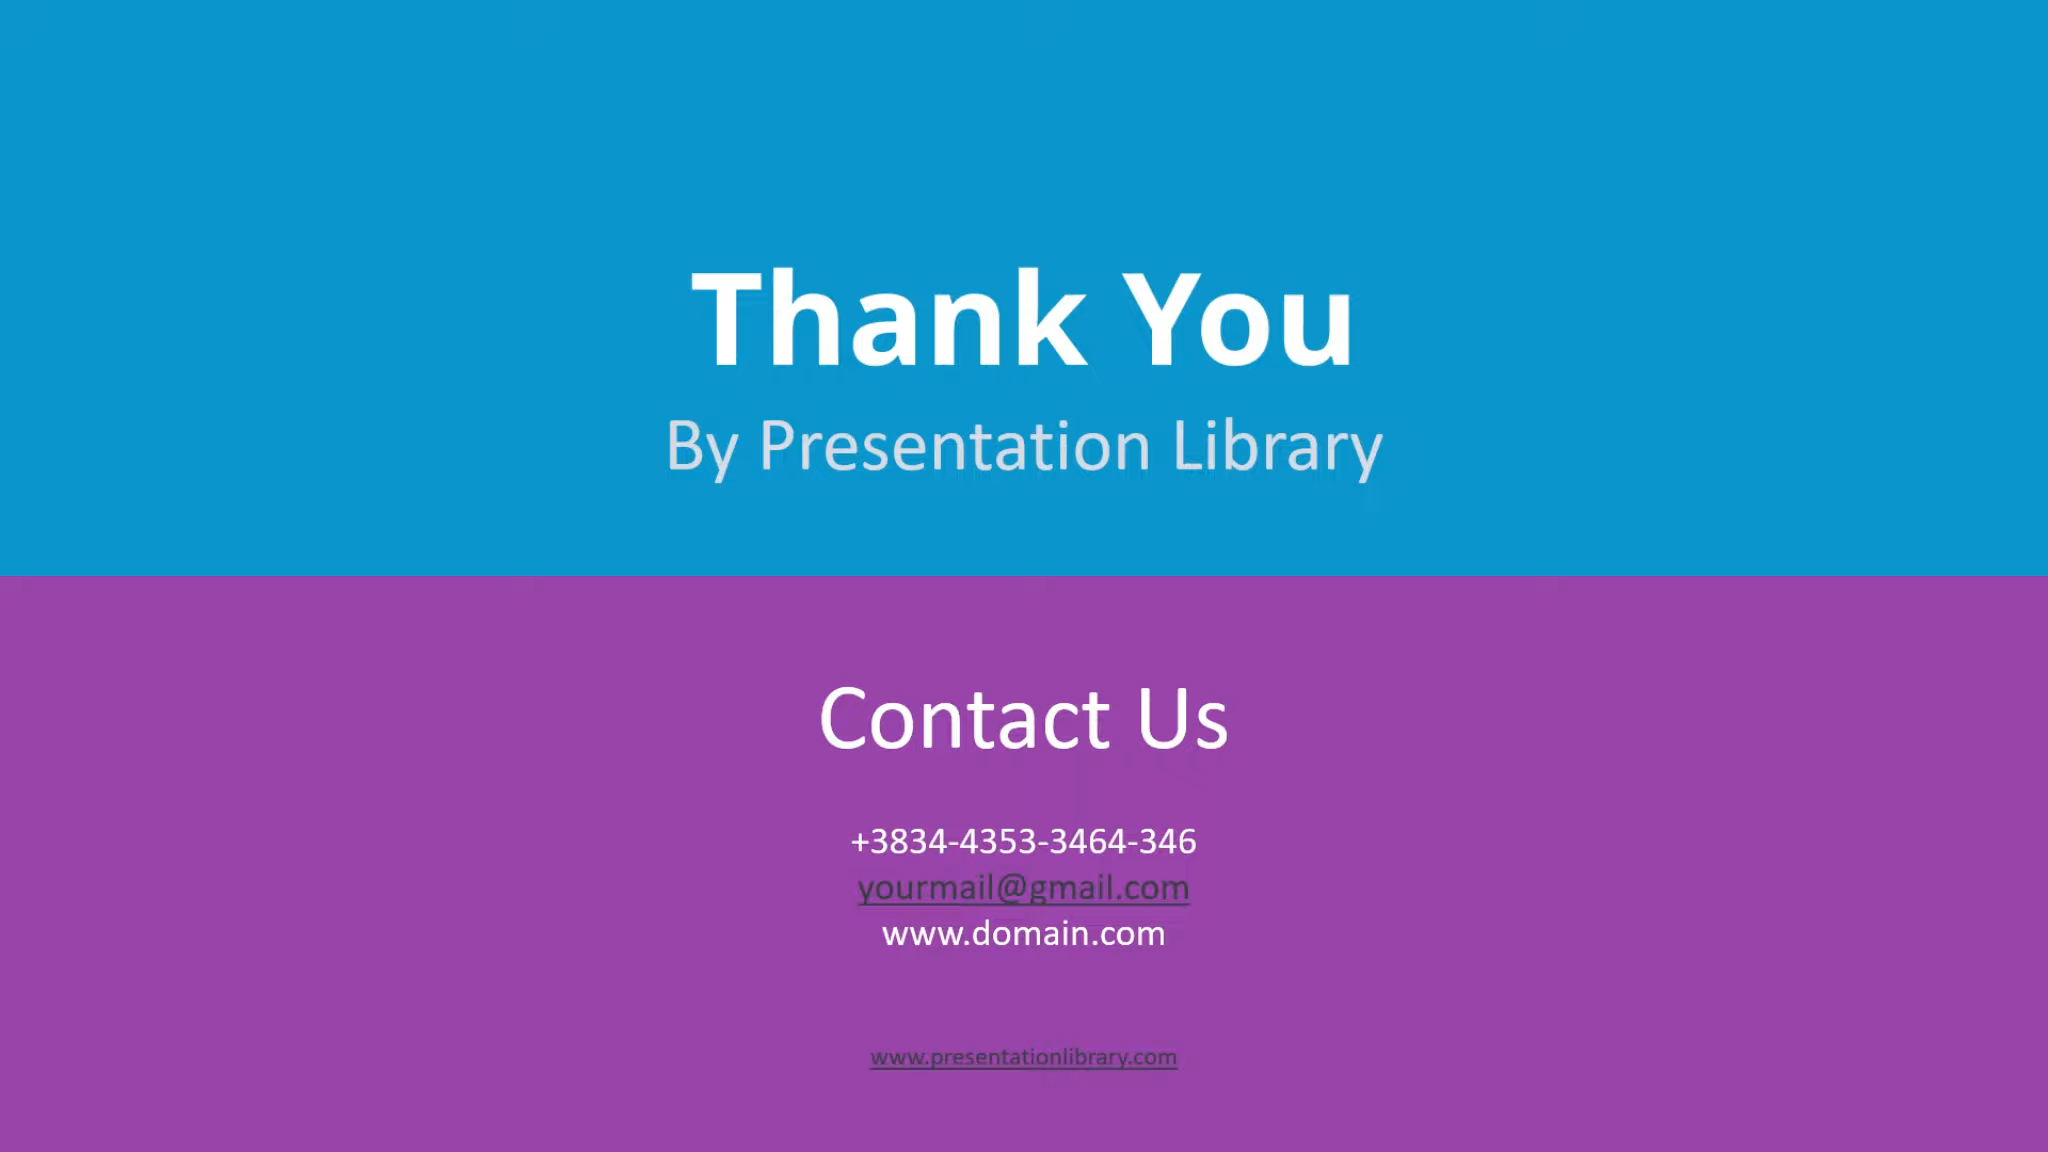 Thank You
By Presentation Library
Contact Us
+3834-4353-3464-346
yourmail@gmail.com
www.domain.com
www.presentationlibrary.com